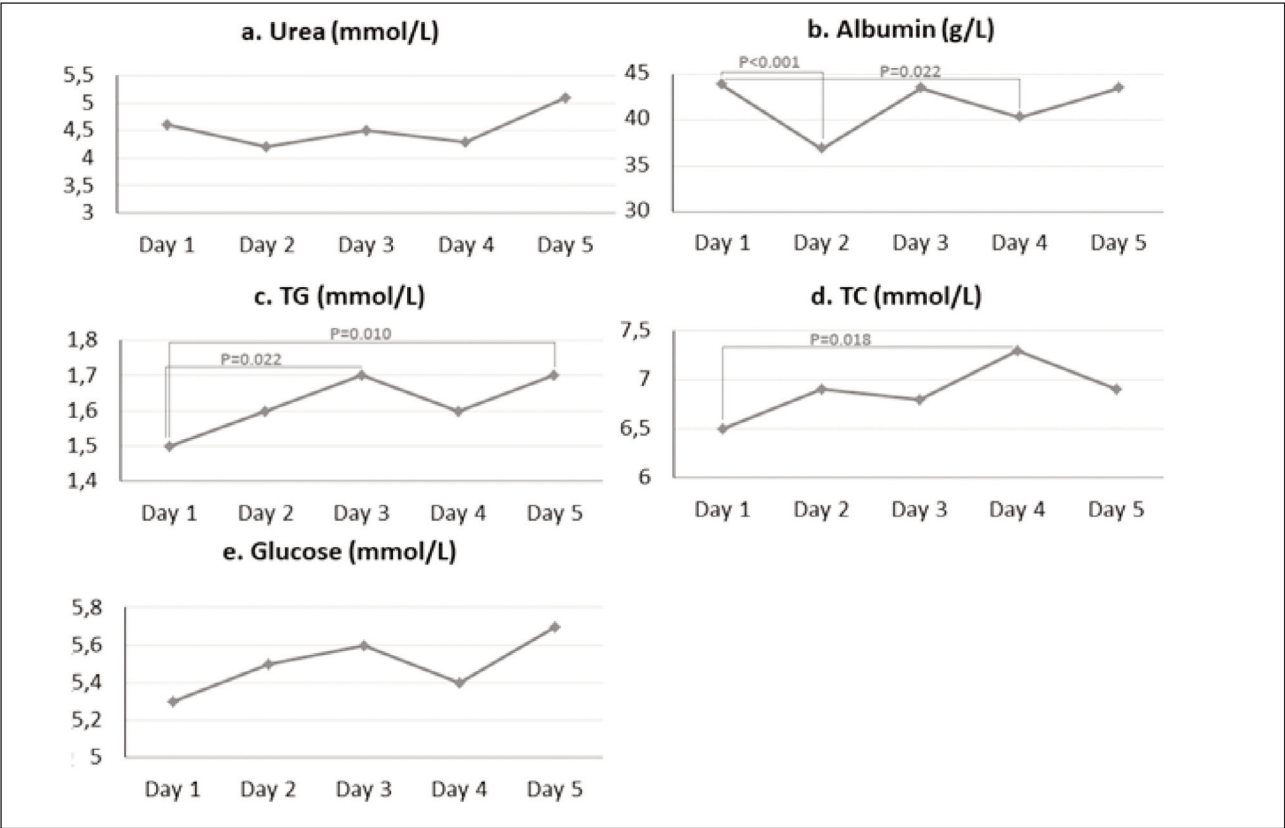 a. Urea (mmol/L)
5,5
5
4,5
4
3,5
3
Day 1 Day 2 Day 3 Day 4 Day 5
b. Albumin (g/L)
P<0.001
P=0.022
45
40
35
30
Day 1 Day 2 Day 3 Day 4 Day 5
c. TG (mmol/L)
P=0.010
P=0.022
1,8
1,7
1,6
1,5
1,4
Day 1 Day 2 Day 3 Day 4 Day 5
d. TC (mmol/L)
P=0.018
7,5
7
6,5
6
Day 1 Day 2 Day 3 Day 4 Day 5
e. Glucose (mmol/L)
5,8
5,6
5,4
5,2
5
Day 1 Day 2 Day 3 Day 4 Day 5